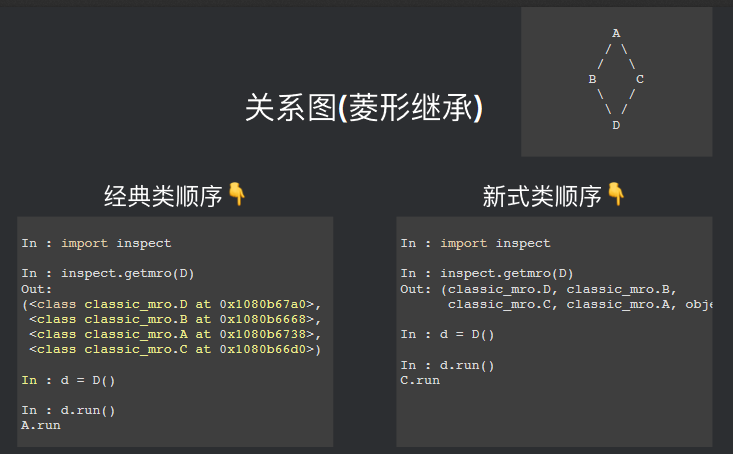 A
/ \
/ \
B C
\ /
\ /
D
关系图(菱形继承)
经典类顺序👇
In : import inspect
In : inspect.getmro(D)
Out:
(<class classic_mro.D at 0x1080b67a0>,
<class classic_mro.B at 0x1080b6668>,
<class classic_mro.A at 0x1080b6738>,
<class classic_mro.C at 0x1080b66d0>)
In : d = D()
In : d.run()
A.run
新式类顺序👇
In : import inspect
In : inspect.getmro(D)
Out: (classic_mro.D, classic_mro.B,
classic_mro.C, classic_mro.A, obje
In : d = D()
In : d.run()
C.run